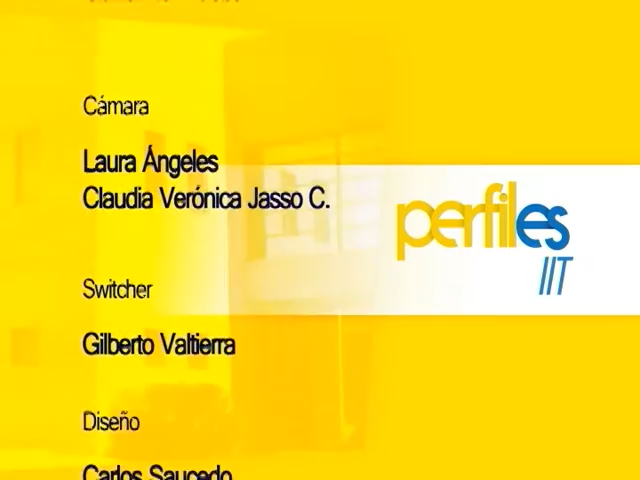 Cámara
Laura Ángeles
Claudia Verónica Jasso C.
perfiles
IIT
Switcher
Gilberto Valtierra
Diseño
Carlos Saucedo